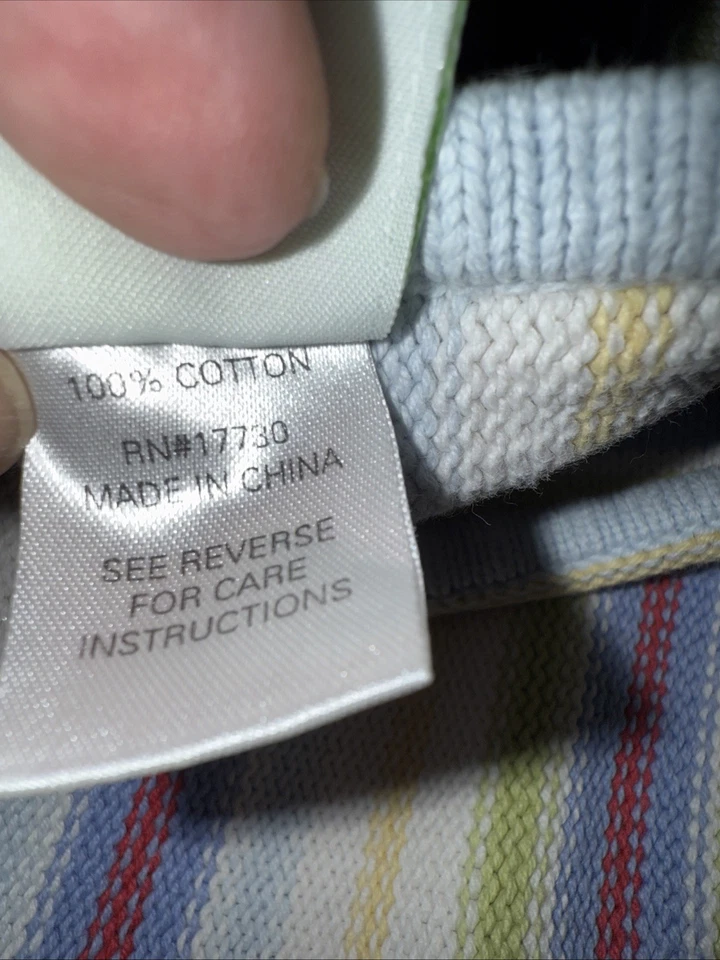 100% COTTON
RN#17730
MADE IN CHINA
SEE REVERSE
FOR CARE
INSTRUCTIONS